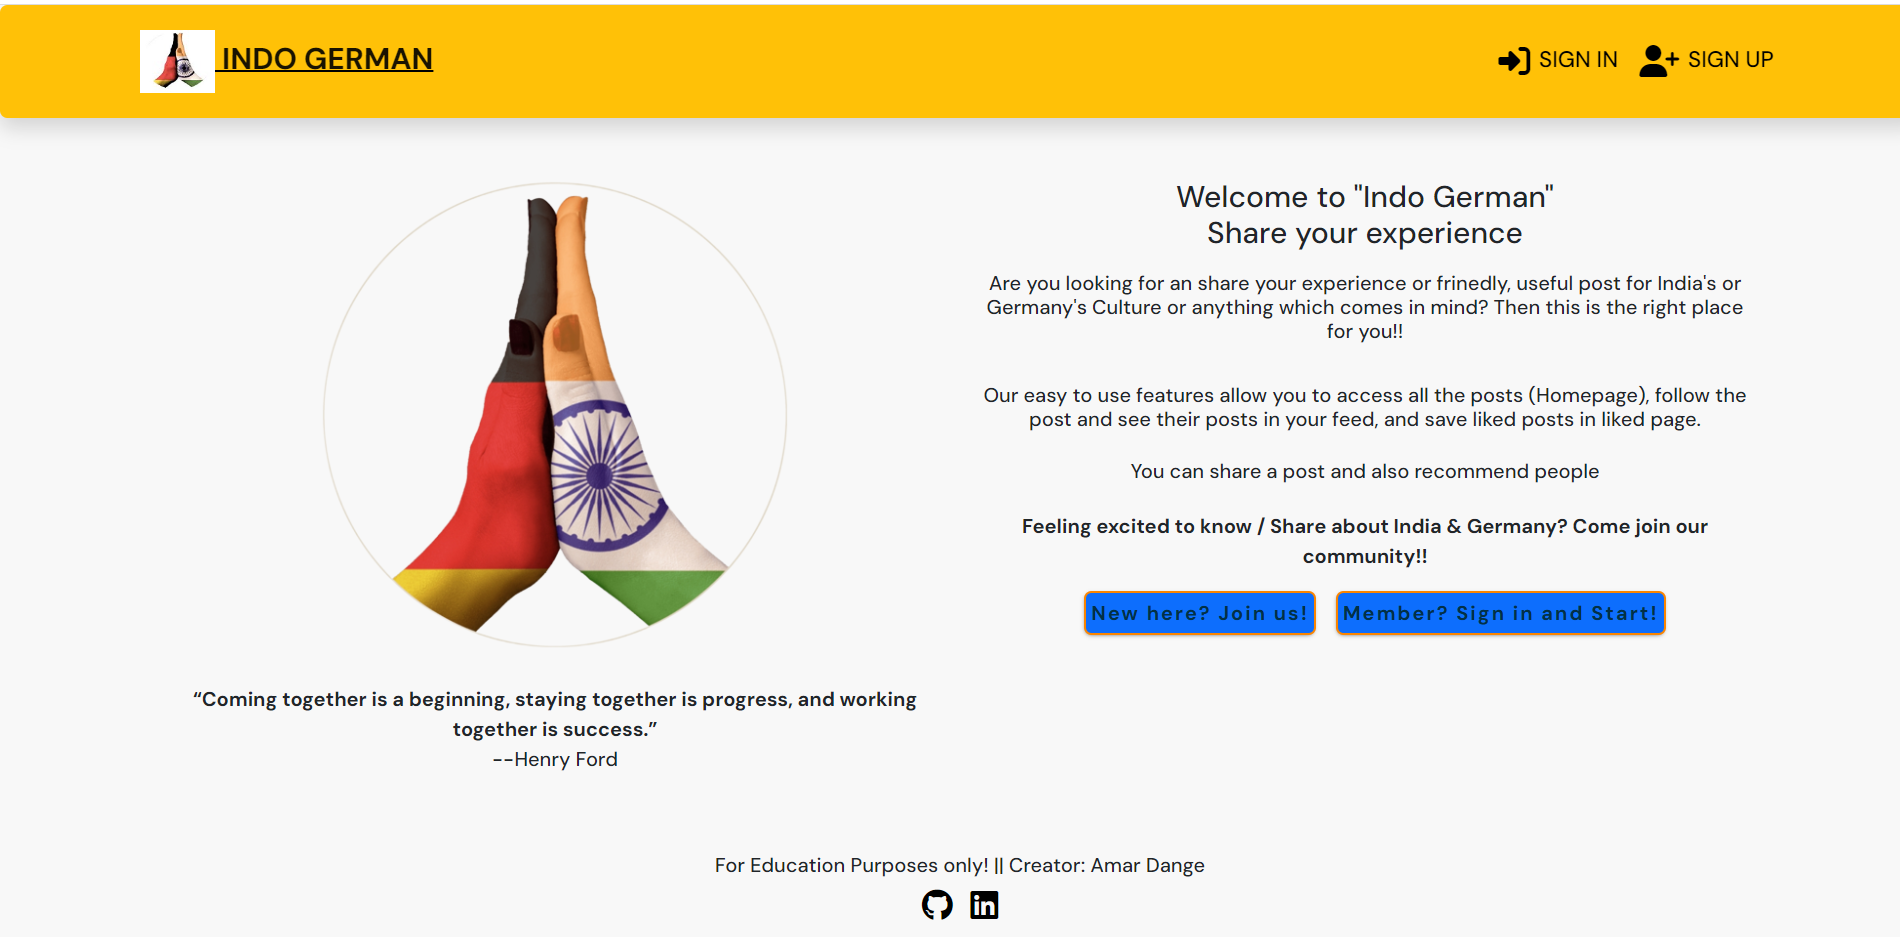 INDO GERMAN
SIGN IN
SIGN UP
Welcome to "Indo German"
Share your experience
Are you looking for an share your experience or frinedly, useful post for India's or
Germany's Culture or anything which comes in mind? Then this is the right place
for you!!
Our easy to use features allow you to access all the posts (Homepage), follow the
post and see their posts in your feed, and save liked posts in liked page.
You can share a post and also recommend people
Feeling excited to know / Share about India & Germany? Come join our
community!!
New here? Join us!
Member? Sign in and Start!
“Coming together is a beginning, staying together is progress, and working
together is success.”
--Henry Ford
For Education Purposes only! || Creator: Amar Dange
in